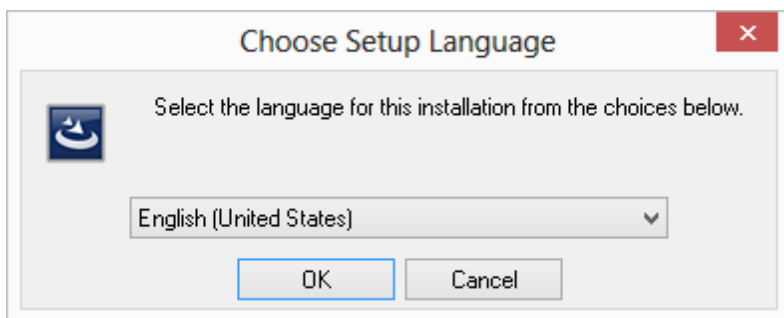 Choose Setup Language
Select the language for this installation from the choices below.
English (United States)
OK
Cancel